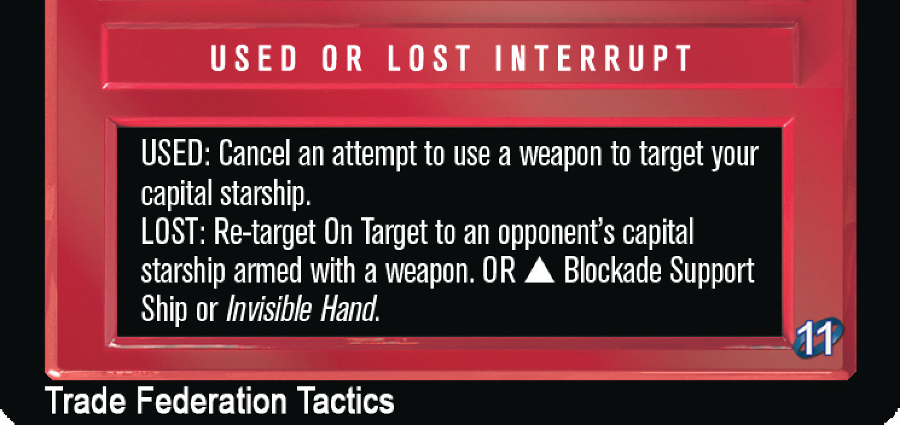 USED OR LOST INTERRUPT
USED: Cancel an attempt to use a weapon to target your
capital starship.
LOST: Re-target On Target to an opponent's capital
starship armed with a weapon. OR ▲ Blockade Support
Ship or Invisible Hand.
11
Trade Federation Tactics